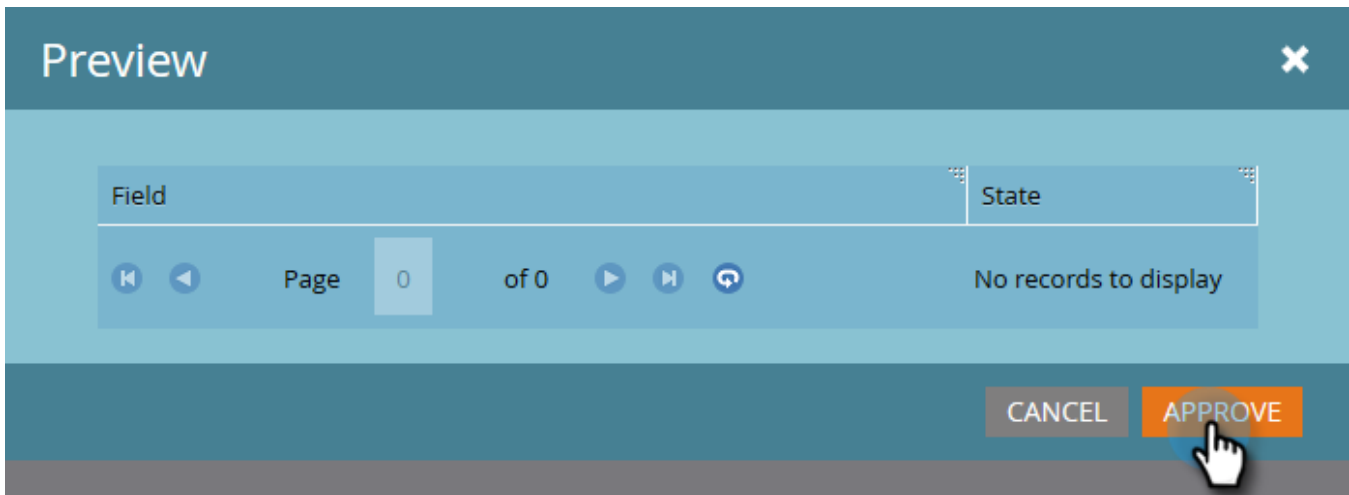 Preview
Field State
Page 0 of 0 No records to display
CANCEL APPROVE